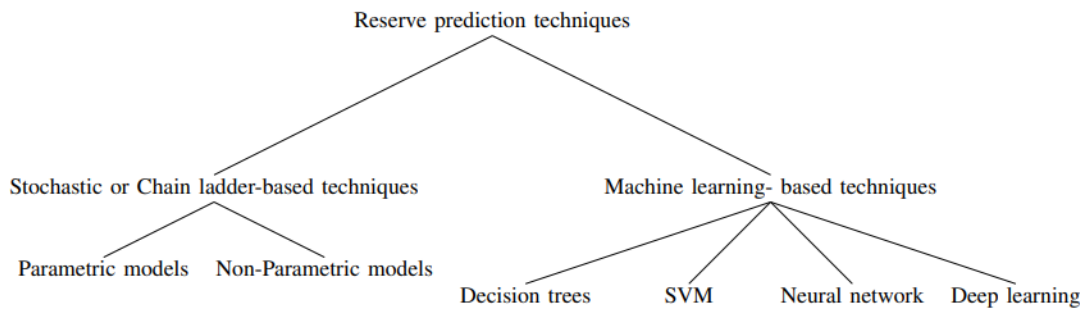 Reserve prediction techniques
Stochastic or Chain ladder-based techniques
Machine learning- based techniques
Parametric models
Non-Parametric models
Decision trees
SVM
Neural network
Deep learning